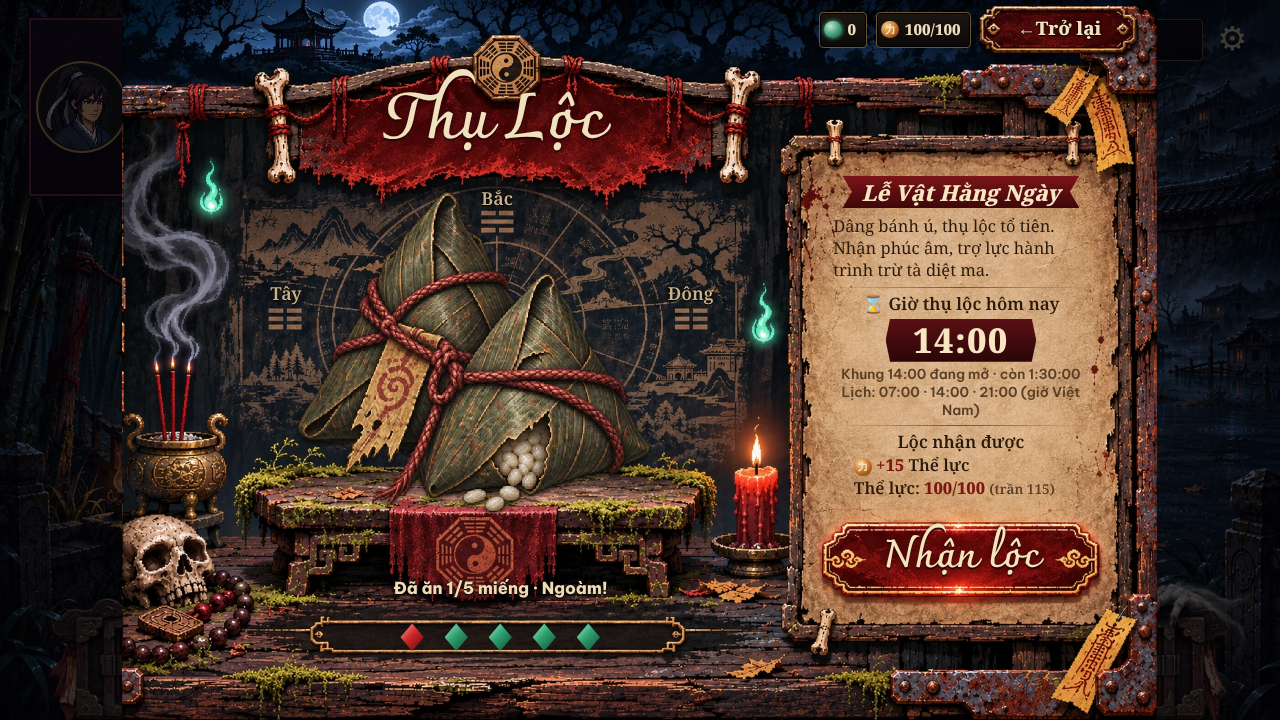 0
力 100/100
←Trở lại
Thụ Lộc
Bắc
Tây
Đông
Lễ Vật Hằng Ngày
Dâng bánh ú, thụ lộc tổ tiên.
Nhận phúc âm, trợ lực hành
trình trừ tà diệt ma.
⌛ Giờ thụ lộc hôm nay
14:00
Khung 14:00 đang mở · còn 1:30:00
Lịch: 07:00 · 14:00 · 21:00 (giờ Việt
Nam)
Lộc nhận được
力 +15 Thể lực
Thể lực: 100/100 (trần 115)
Nhận lộc
Đã ăn 1/5 miếng · Ngoàm!